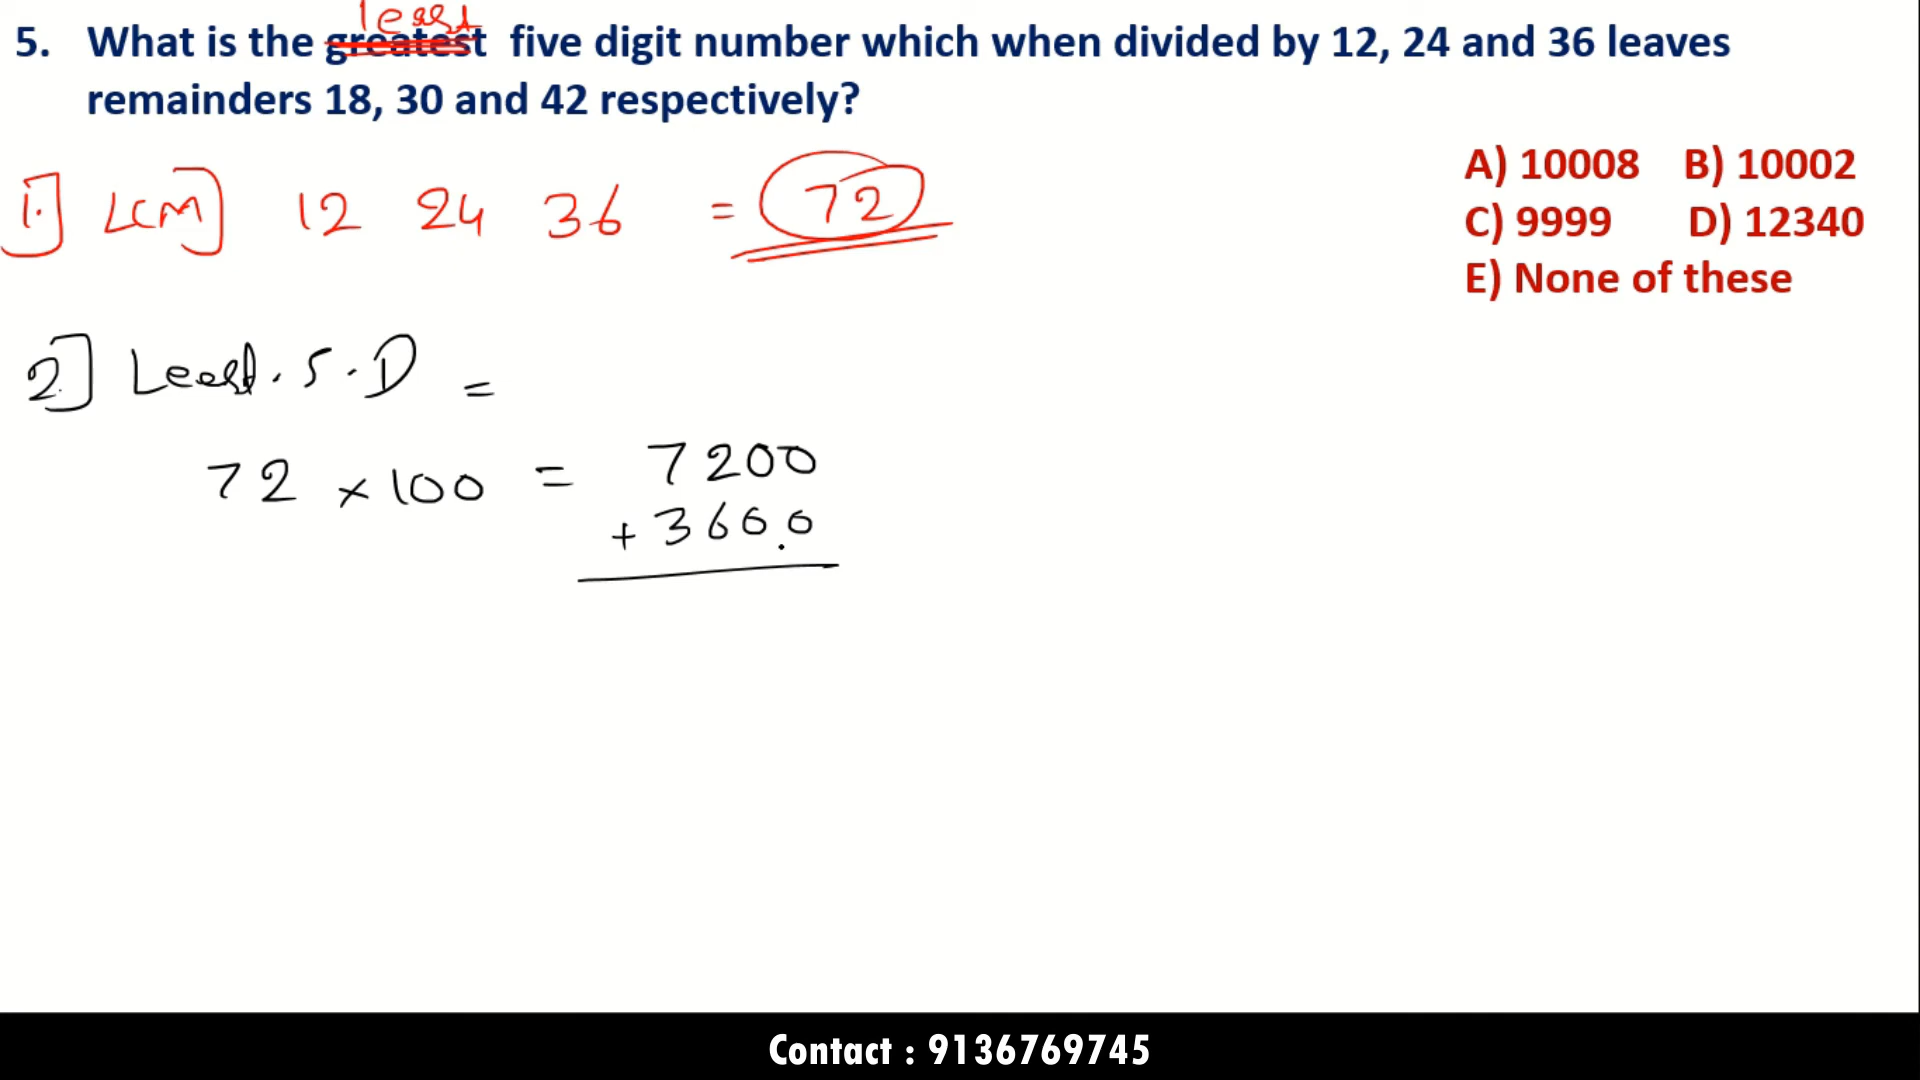 least
5. What is the greatest five digit number which when divided by 12, 24 and 36 leaves
remainders 18, 30 and 42 respectively?
A) 10008 B) 10002
C) 9999 D) 12340
E) None of these
1.] LCM] 12 24 36 = 72
2.] Least. 5. D =
72 × 100 = 7200
+ 3600
Contact : 9136769745